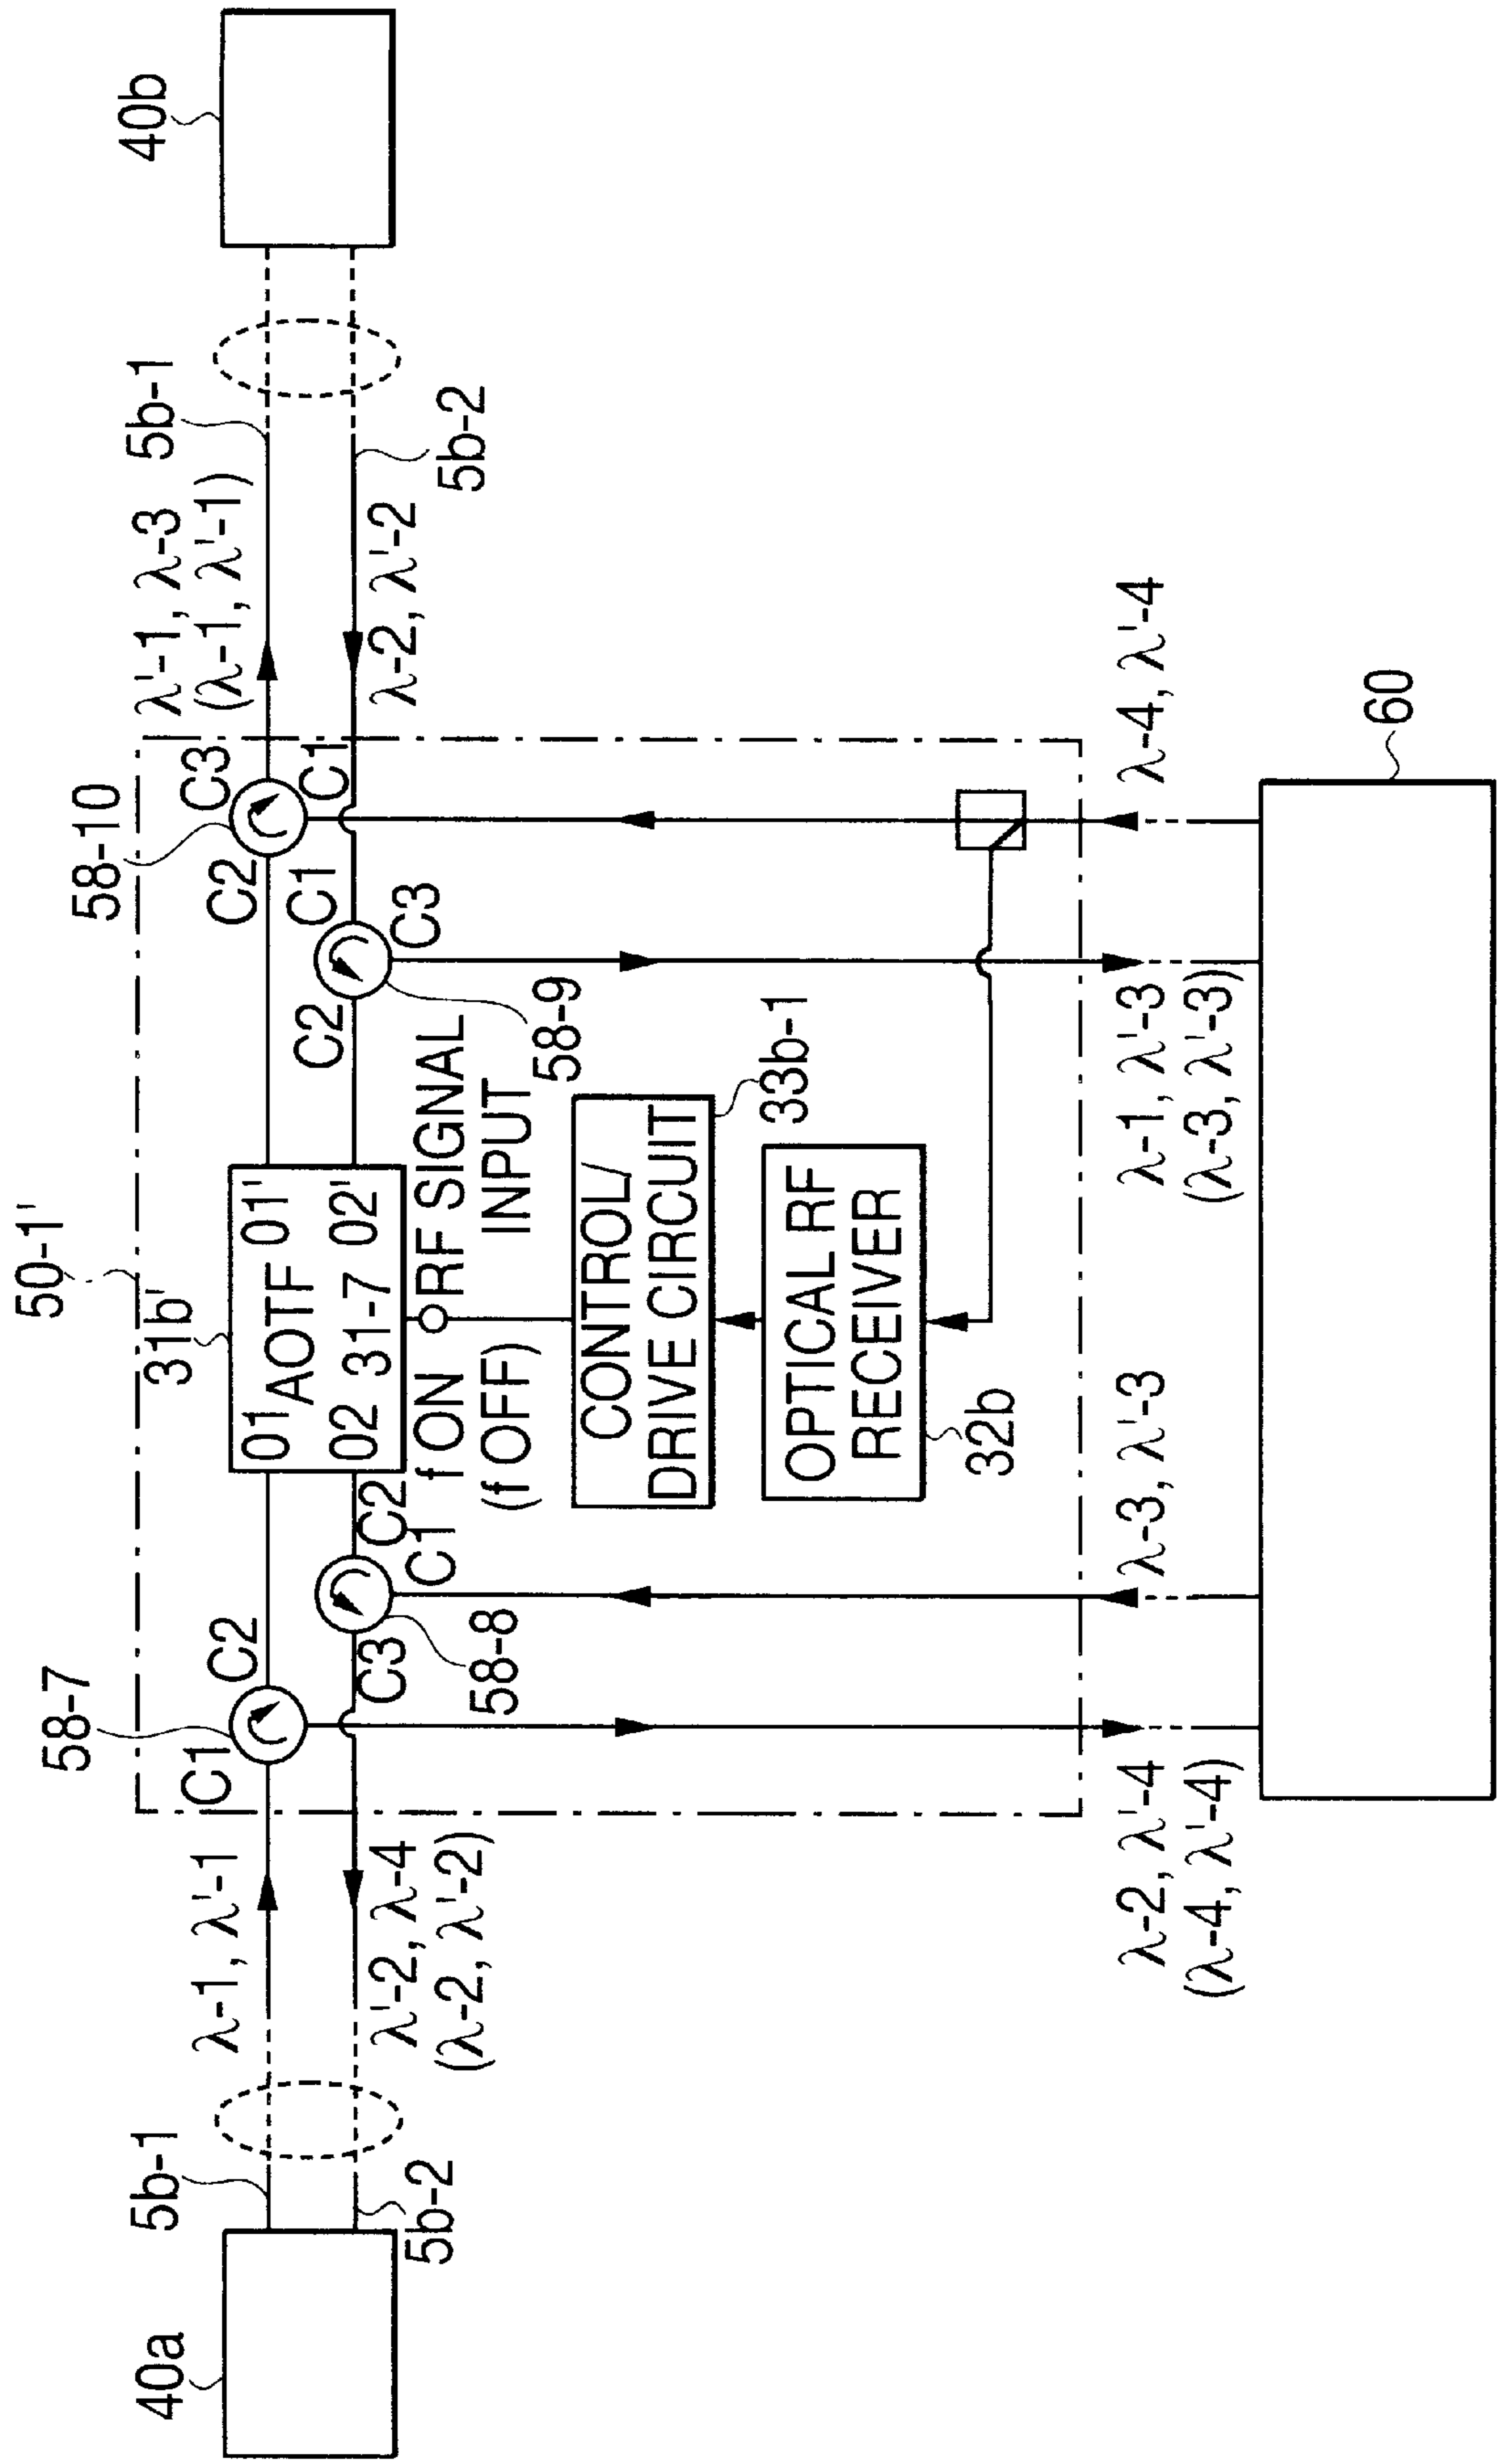 50-1'
58-7
58-10
31b'
40a
5b-1
λ-1, λ'-1
C1
C2
01 AOTF 01'
02 31-7 02'
C2
C3
λ'-1, λ-3
(λ-1, λ'-1)
5b-1
40b
5b-2
λ'-2, λ-4
(λ-2, λ'-2)
C3
C2
C1
58-8
f ON
(f OFF)
RF SIGNAL
INPUT
C2
C1
C1
C3
58-9
λ-2, λ'-2
5b-2
CONTROL/
DRIVE CIRCUIT
33b-1
OPTICAL RF
RECEIVER
32b
λ-2, λ'-4
(λ-4, λ'-4)
λ-3, λ'-3
λ-1, λ'-3
(λ-3, λ'-3)
λ-4, λ'-4
60